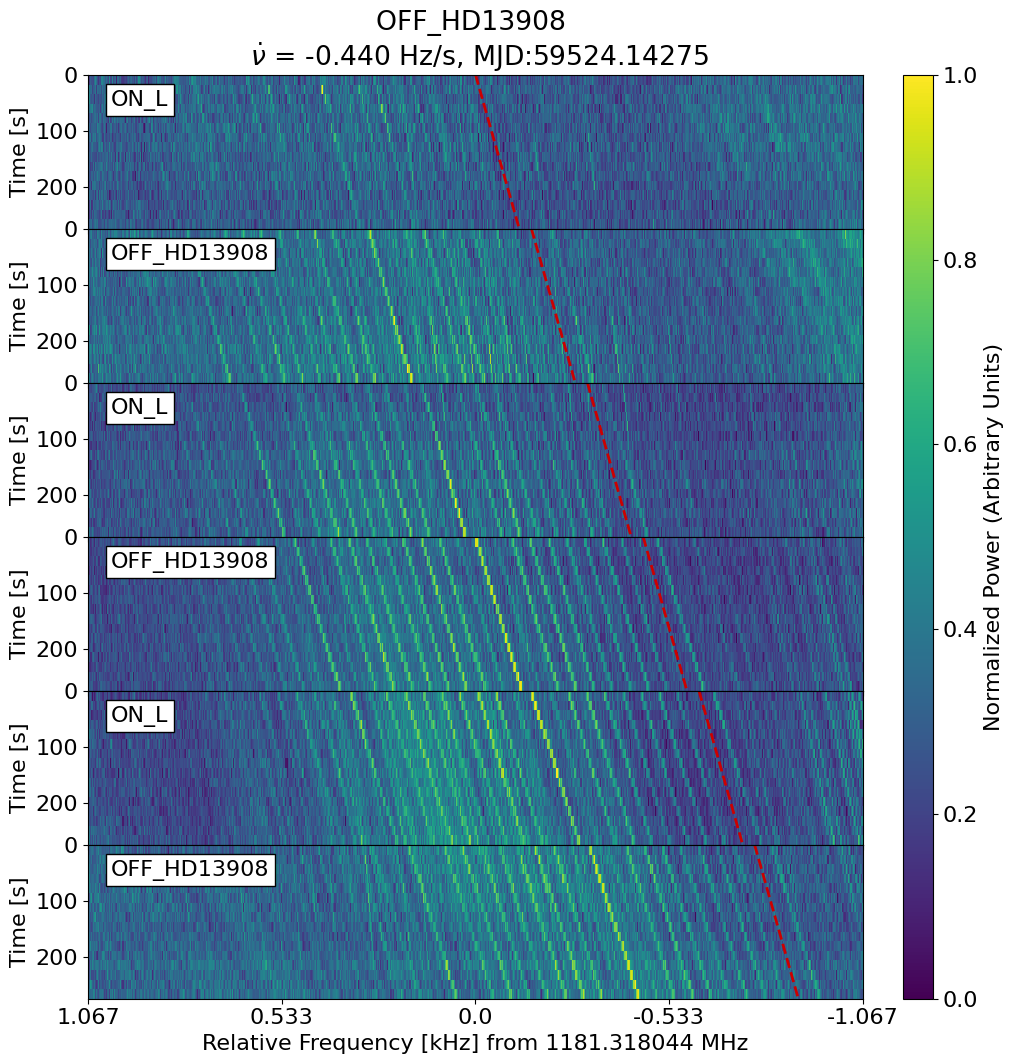 OFF_HD13908
ν̇ = -0.440 Hz/s, MJD:59524.14275
0
ON_L
100
200
Time [s]
0
OFF_HD13908
100
200
Time [s]
0
ON_L
100
200
Time [s]
0
OFF_HD13908
100
200
Time [s]
0
ON_L
100
200
Time [s]
0
OFF_HD13908
100
200
Time [s]
1.067 0.533 0.0 -0.533 -1.067
Relative Frequency [kHz] from 1181.318044 MHz
1.0
0.8
0.6
0.4
0.2
0.0
Normalized Power (Arbitrary Units)